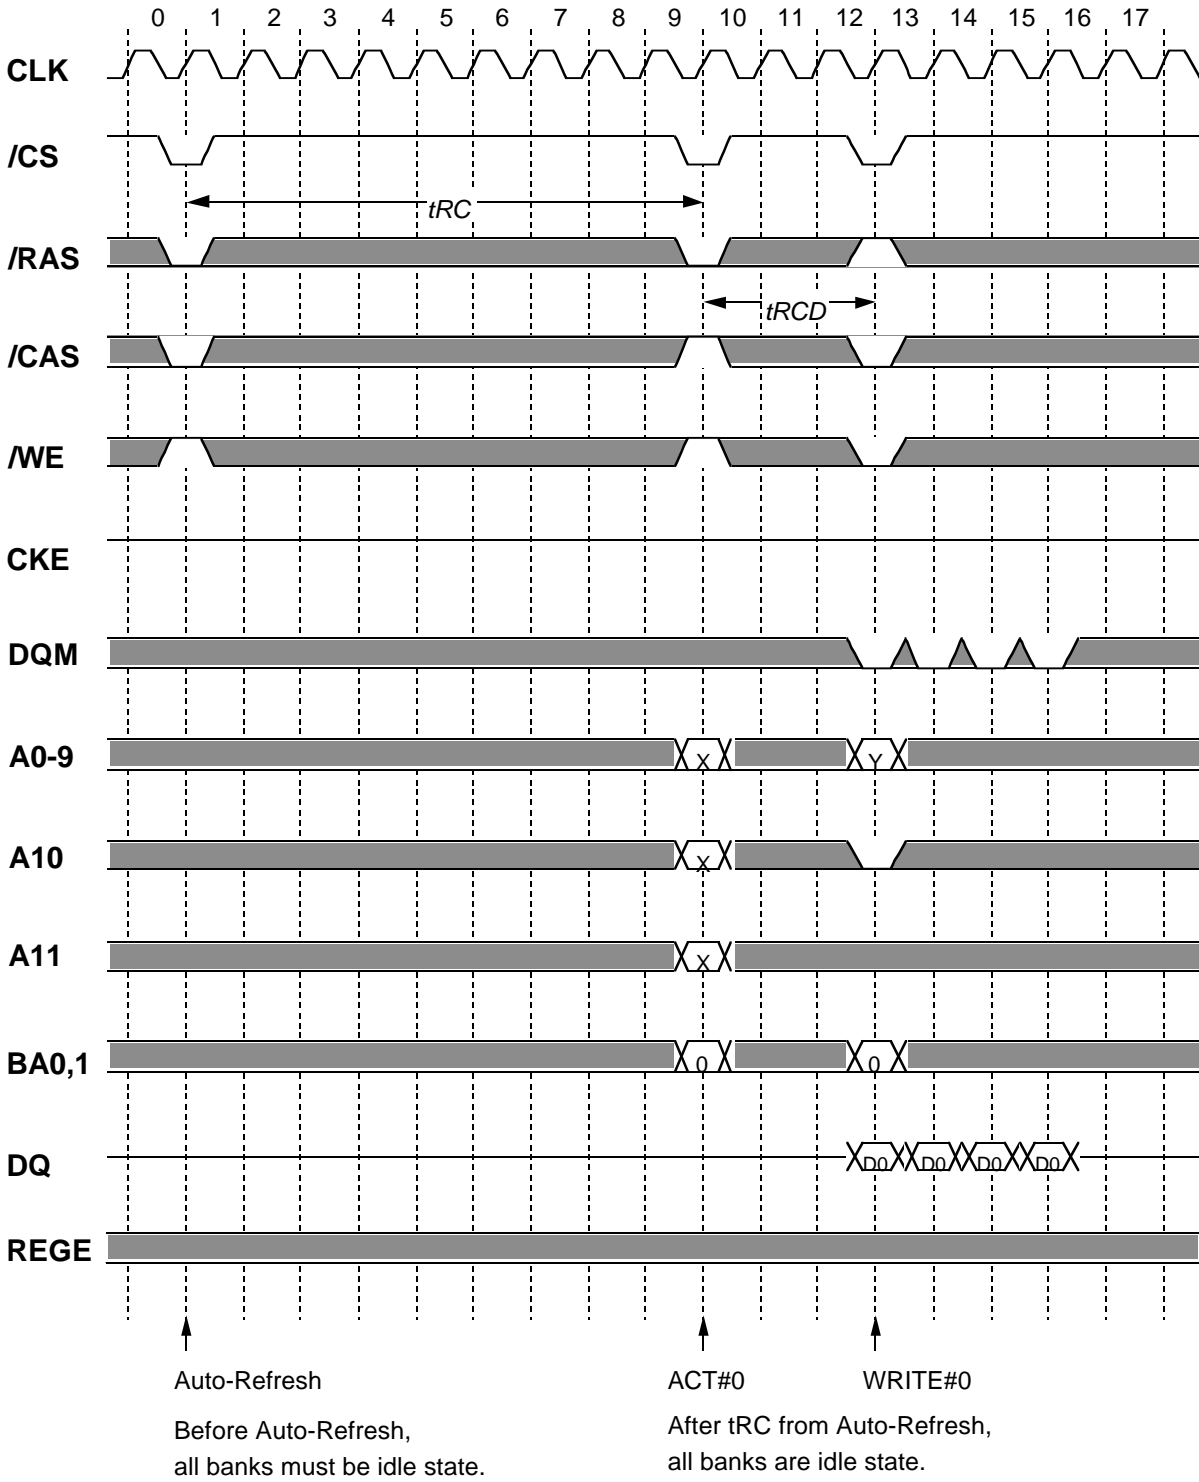 0 1 2 3 4 5 6 7 8 9 10 11 12 13 14 15 16 17
CLK
/CS
tRC
/RAS
tRCD
/CAS
/WE
CKE
DQM
A0-9 X Y
A10 X
A11 X
BA0,1 0 0
DQ D0 D0 D0 D0
REGE
Auto-Refresh ACT#0 WRITE#0
Before Auto-Refresh,
all banks must be idle state.
After tRC from Auto-Refresh,
all banks are idle state.